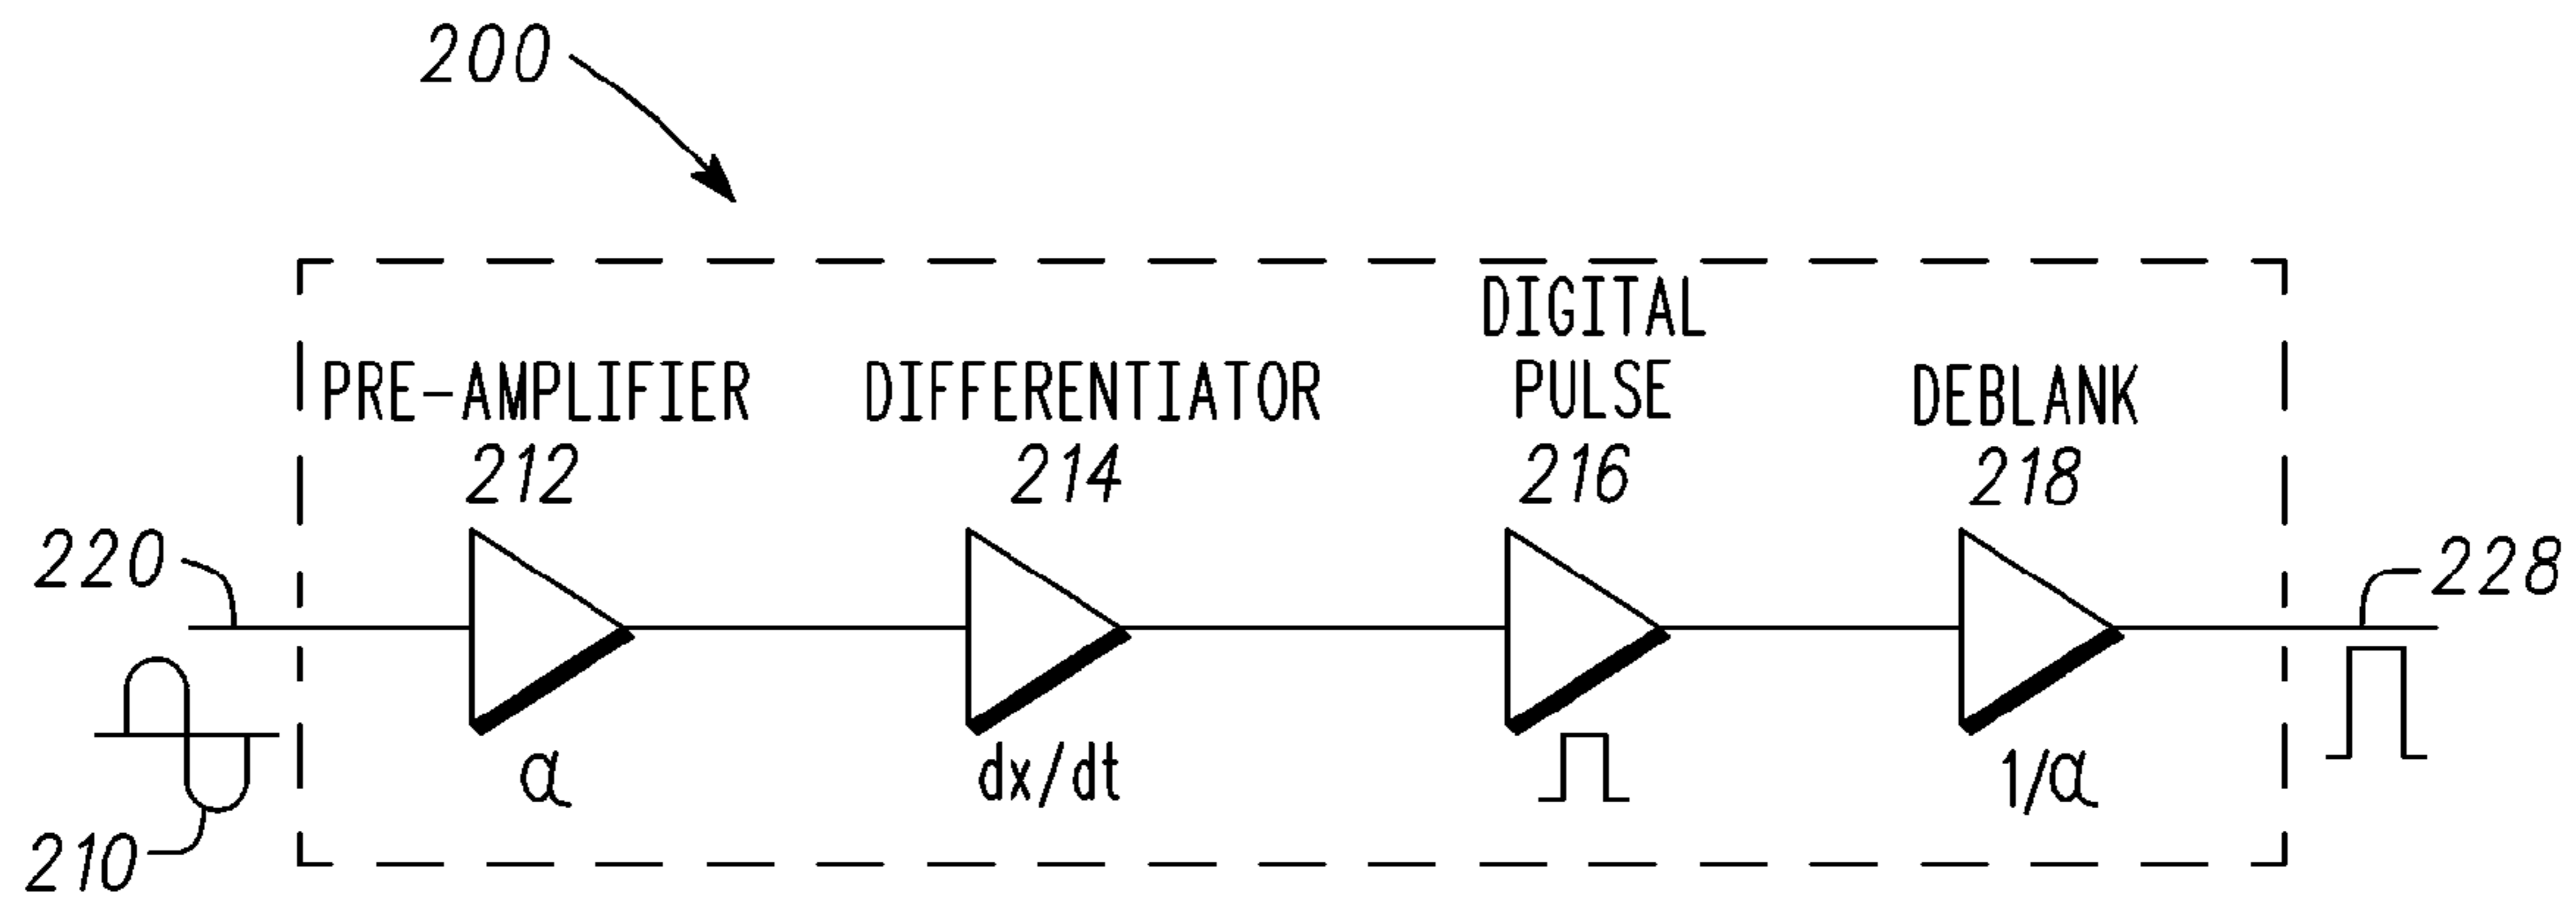 200
DIGITAL
PRE-AMPLIFIER DIFFERENTIATOR PULSE DEBLANK
212 214 216 218
220 228
α dx/dt 1/α
210